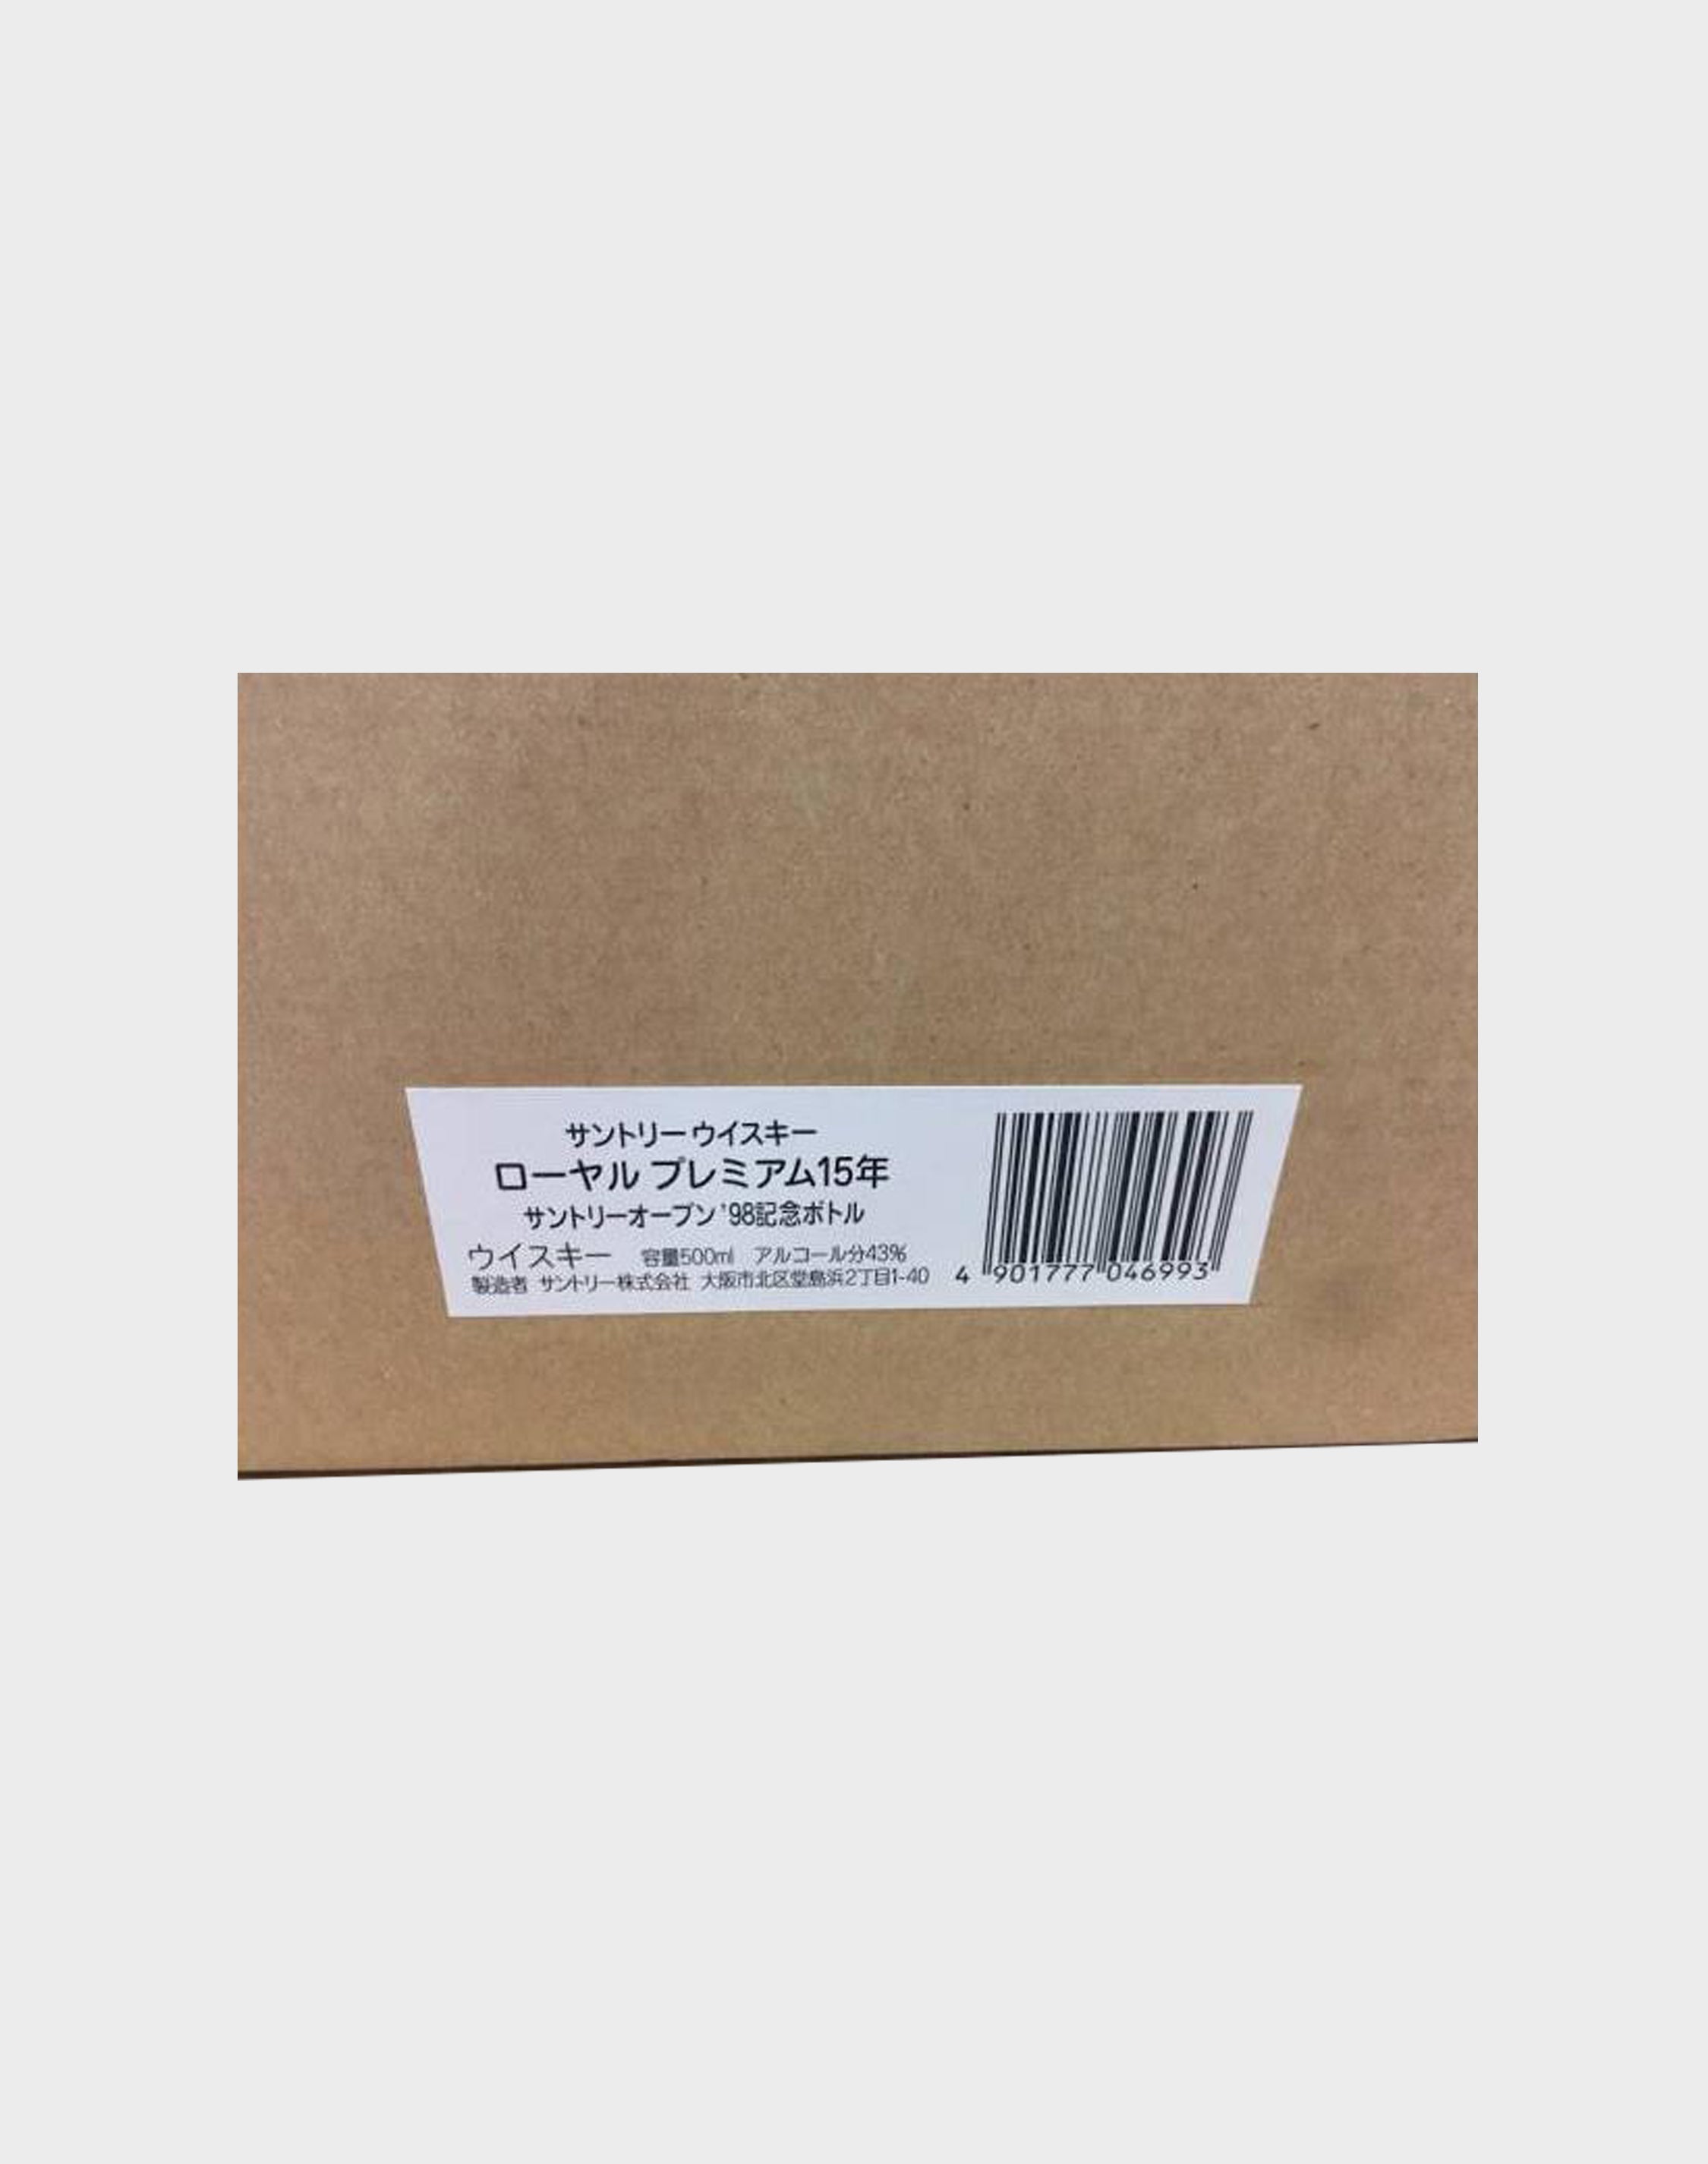 サントリーウイスキー
ローヤル プレミアム15年
サントリーオープン'98記念ボトル
ウイスキー 容量500ml アルコール分43%
製造者 サントリー株式会社 大阪市北区堂島浜2丁目1-40
4 901777 046993